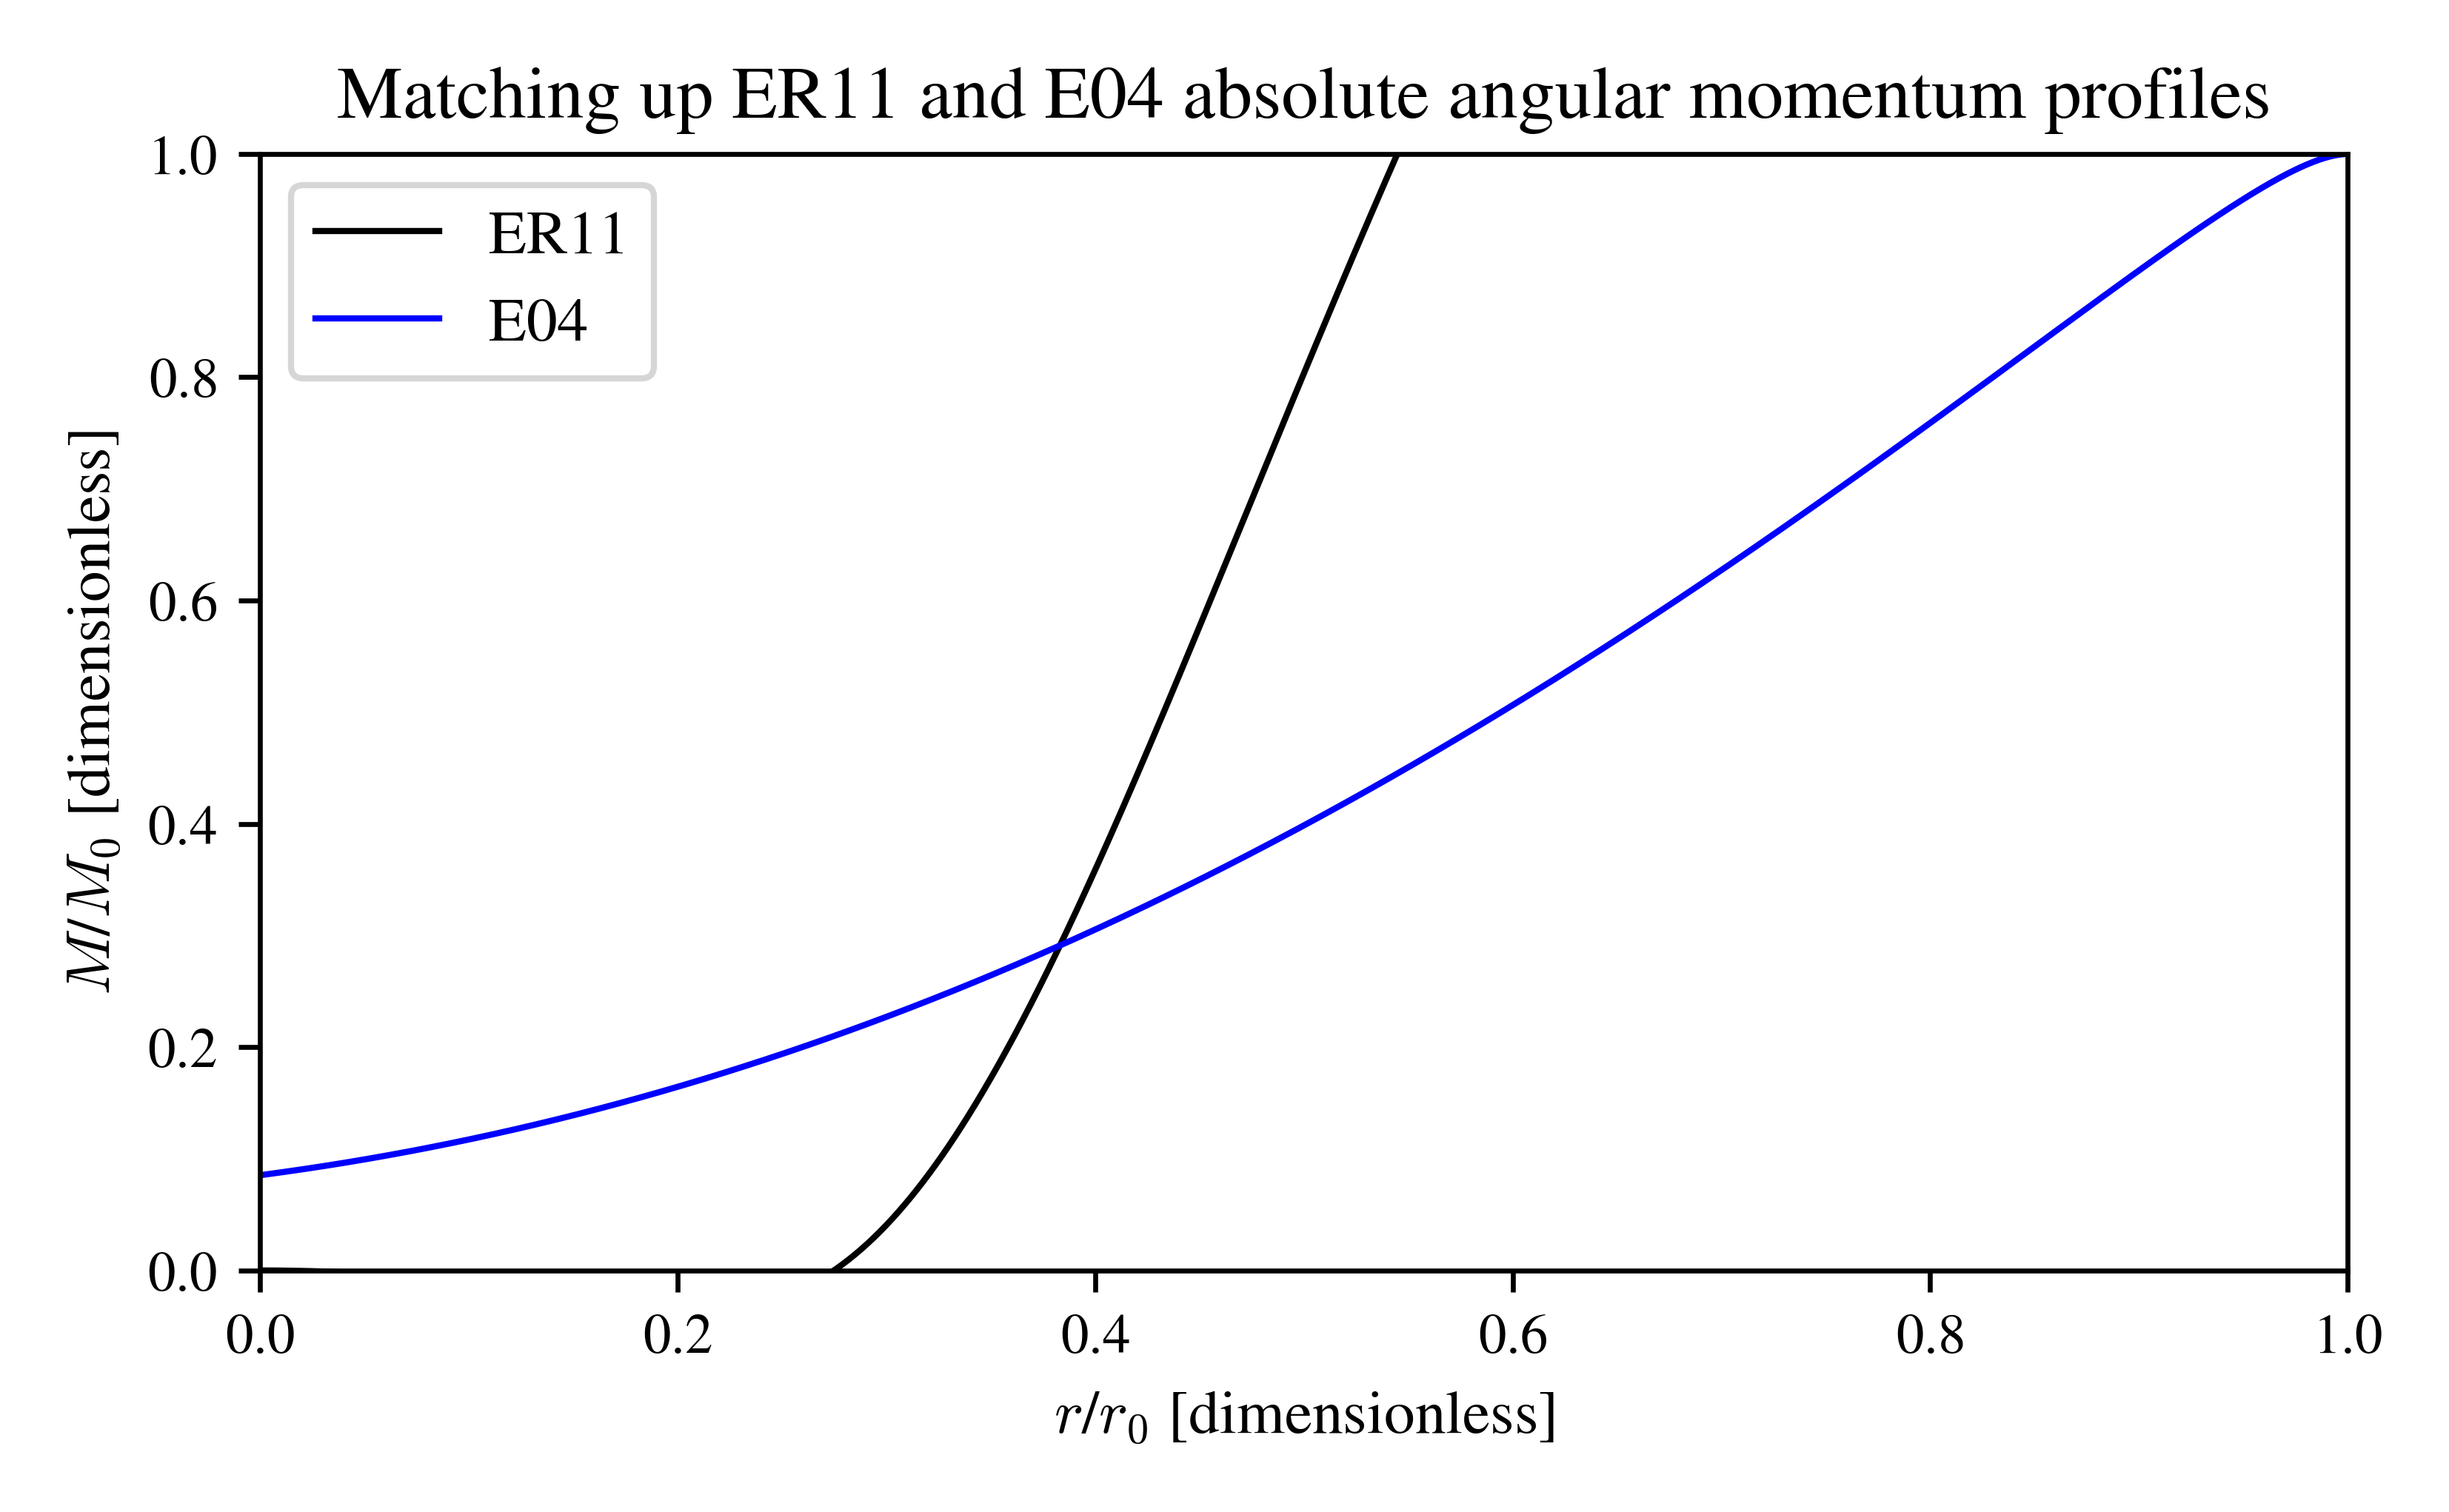 Matching up ER11 and E04 absolute angular momentum profiles
1.0
0.8
0.6
0.4
0.2
0.0
M/M0 [dimensionless]
ER11
E04
0.0 0.2 0.4 0.6 0.8 1.0
r/r0 [dimensionless]